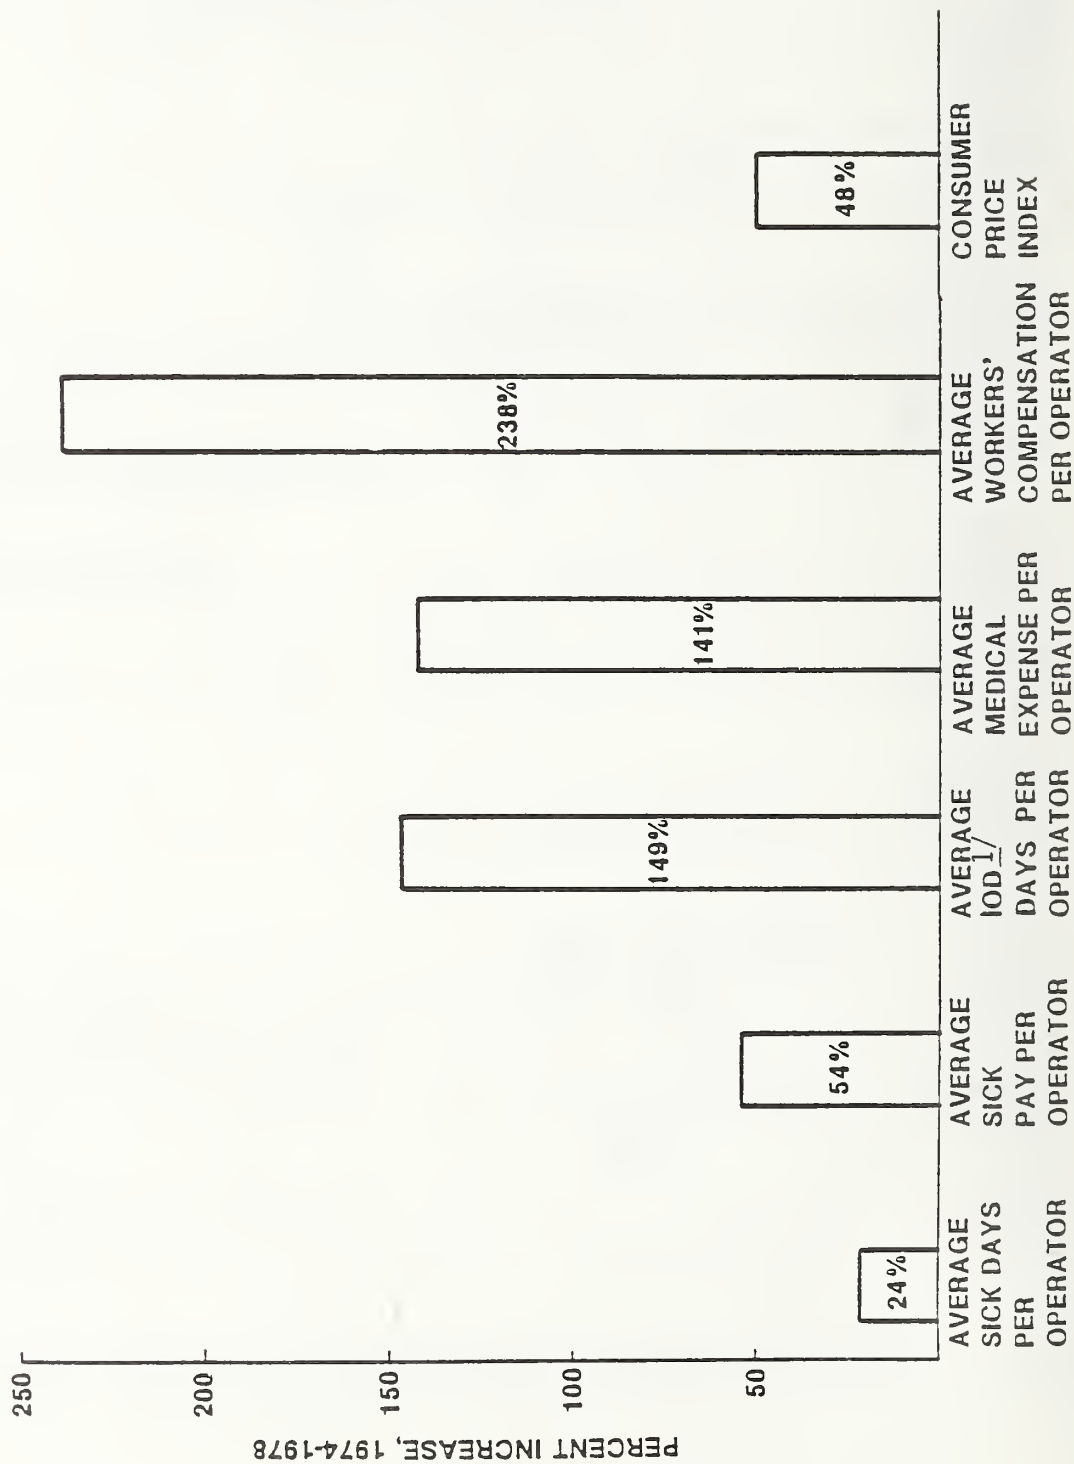 PERCENT INCREASE, 1974-1978
250
200
150
100
50
24%
54%
149%
141%
238%
48%
AVERAGE
SICK DAYS
PER
OPERATOR
AVERAGE
SICK
PAY PER
OPERATOR
AVERAGE
IOD 1/
DAYS PER
OPERATOR
AVERAGE
MEDICAL
EXPENSE PER
OPERATOR
AVERAGE
WORKERS'
COMPENSATION
PER OPERATOR
CONSUMER
PRICE
INDEX